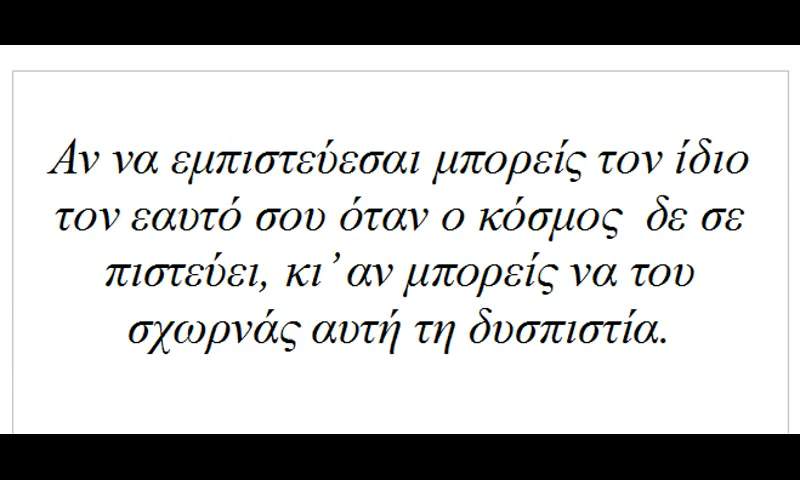 Αν να εμπιστεύεσαι μπορείς τον ίδιο
τον εαυτό σου όταν ο κόσμος  δε σε
πιστεύει, κι’ αν μπορείς να του
σχωρνάς αυτή τη δυσπιστία.